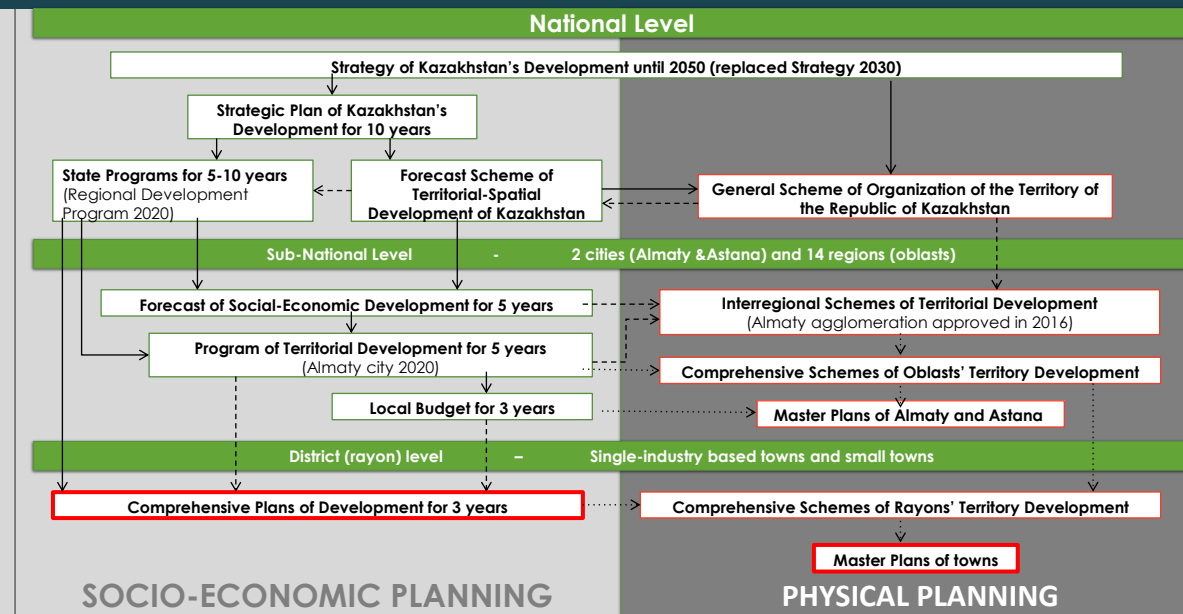 National Level
Strategy of Kazakhstan's Development until 2050 (replaced Strategy 2030)
Strategic Plan of Kazakhstan's
Development for 10 years
State Programs for 5-10 years
(Regional Development
Program 2020)
Forecast Scheme of
Territorial-Spatial
Development of Kazakhstan
General Scheme of Organization of the Territory of
the Republic of Kazakhstan
Sub-National Level - 2 cities (Almaty &Astana) and 14 regions (oblasts)
Forecast of Social-Economic Development for 5 years
Interregional Schemes of Territorial Development
(Almaty agglomeration approved in 2016)
Program of Territorial Development for 5 years
(Almaty city 2020)
Comprehensive Schemes of Oblasts' Territory Development
Local Budget for 3 years
Master Plans of Almaty and Astana
District (rayon) level – Single-industry based towns and small towns
Comprehensive Plans of Development for 3 years
Comprehensive Schemes of Rayons' Territory Development
Master Plans of towns
SOCIO-ECONOMIC PLANNING
PHYSICAL PLANNING